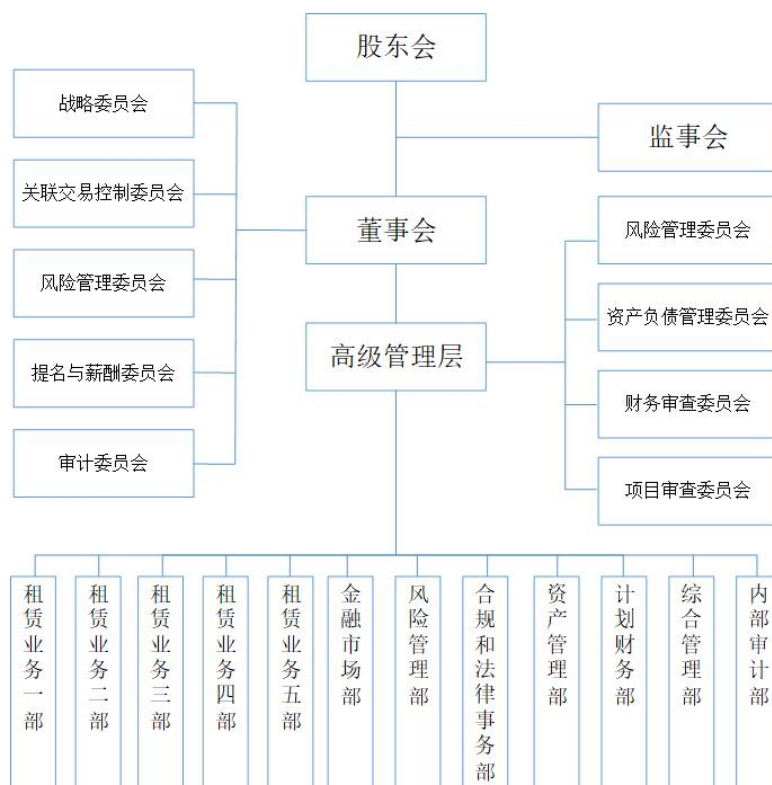 股东会
战略委员会
监事会
关联交易控制委员会
董事会
风险管理委员会
风险管理委员会
资产负债管理委员会
高级管理层
提名与薪酬委员会
财务审查委员会
审计委员会
项目审查委员会
租赁业务一部
租赁业务二部
租赁业务三部
租赁业务四部
租赁业务五部
金融市场部
风险管理部
合规和法律事务部
资产管理部
计划财务部
综合管理部
内部审计部